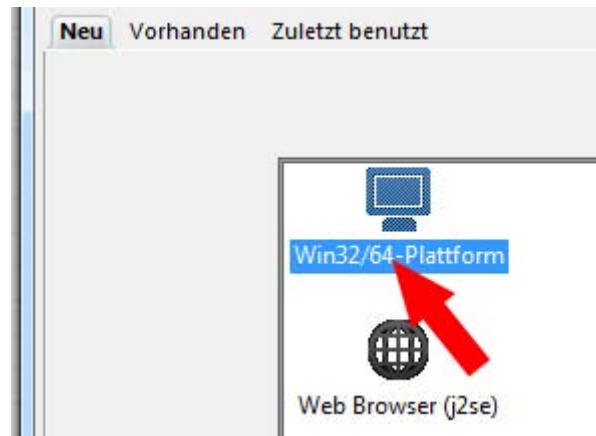 Neu Vorhanden Zuletzt benutzt
Win32/64-Plattform
Web Browser (j2se)